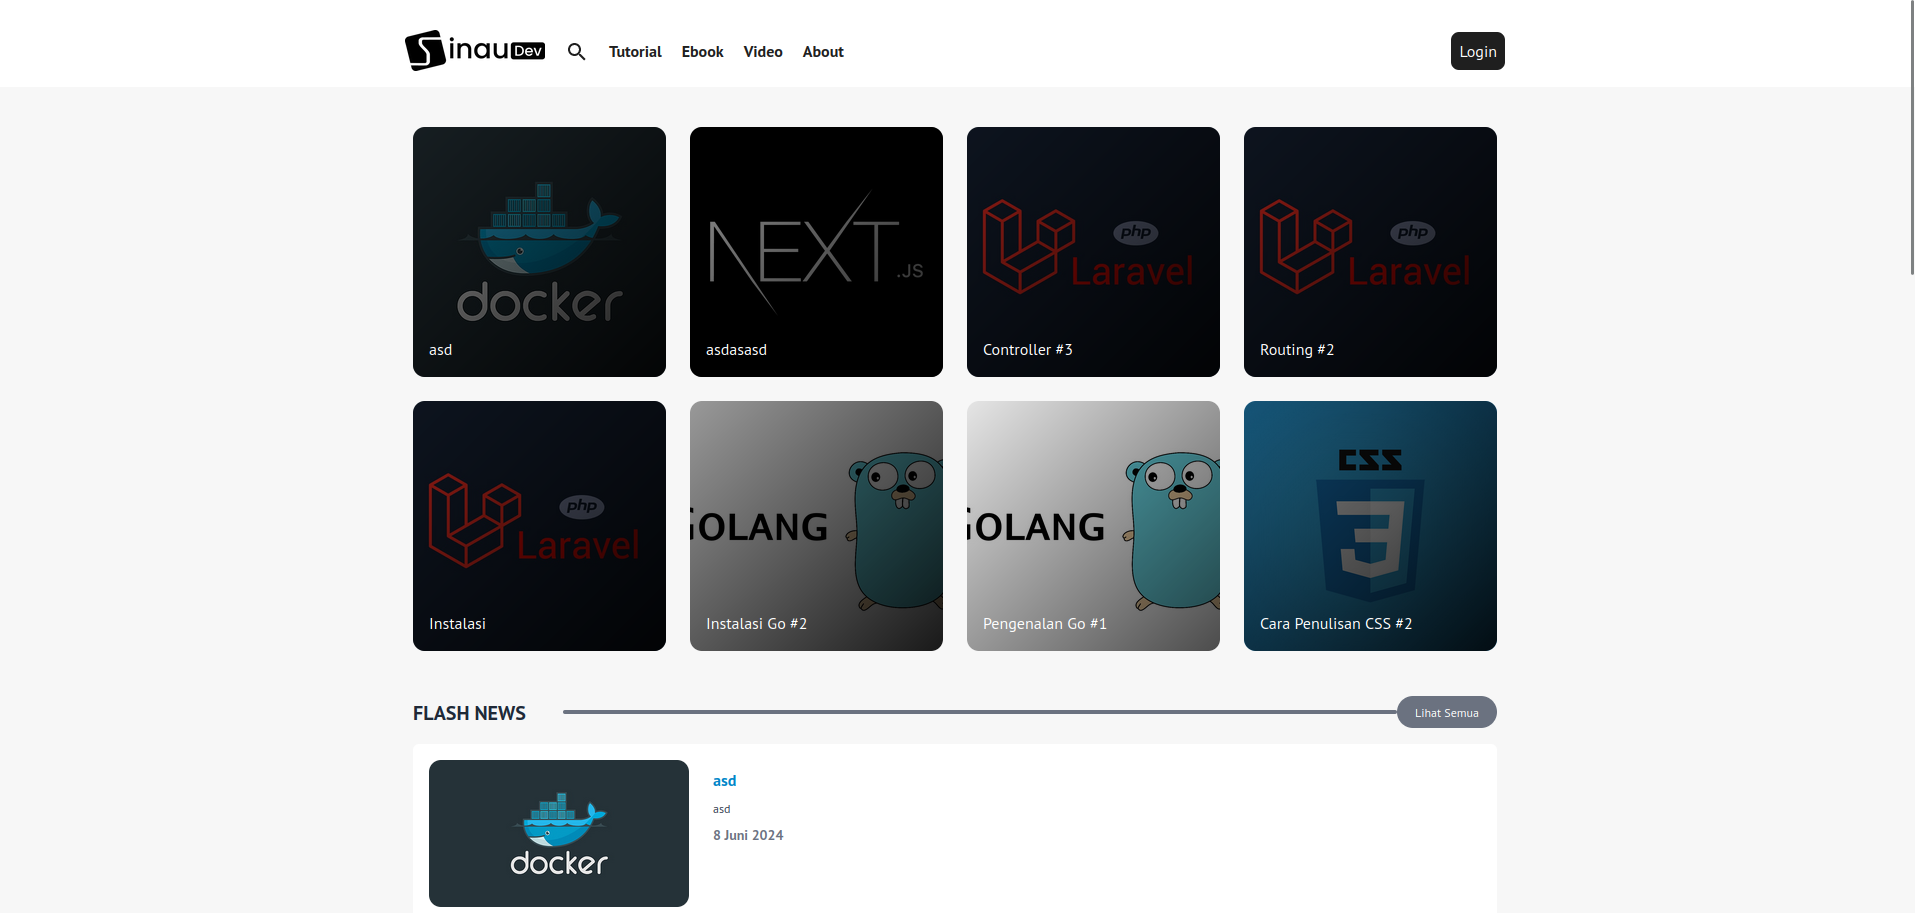 Sinau Dev
Tutorial Ebook Video About
Login
docker
asd
NEXT.JS
asdasasd
php
Laravel
Controller #3
php
Laravel
Routing #2
php
Laravel
Instalasi
GOLANG
Instalasi Go #2
GOLANG
Pengenalan Go #1
CSS
3
Cara Penulisan CSS #2
FLASH NEWS
Lihat Semua
docker
asd
asd
8 Juni 2024